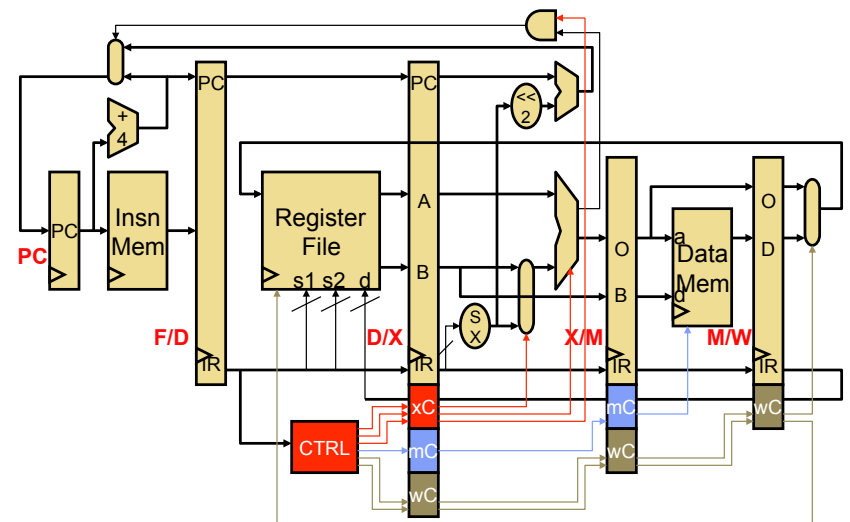 PC
PC
<<
2
+
4
PC
PC
Insn
Mem
Register
File
s1 s2 d
A
B
S
X
O
B
a
Data
Mem
d
O
D
F/D
D/X
X/M
M/W
IR
IR
IR
IR
CTRL
xC
mC
wC
mC
wC
wC